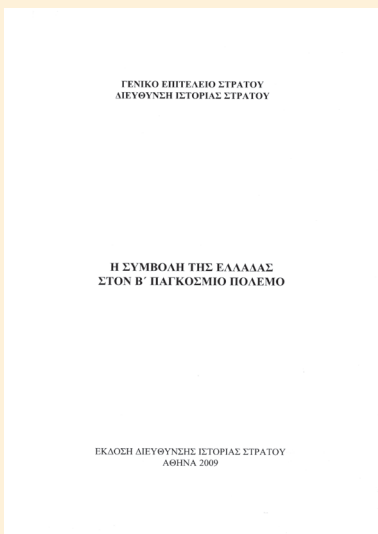 ΓΕΝΙΚΟ ΕΠΙΤΕΛΕΙΟ ΣΤΡΑΤΟΥ
ΔΙΕΥΘΥΝΣΗ ΙΣΤΟΡΙΑΣ ΣΤΡΑΤΟΥ
Η ΣΥΜΒΟΛΗ ΤΗΣ ΕΛΛΑΔΑΣ
ΣΤΟΝ Β΄ ΠΑΓΚΟΣΜΙΟ ΠΟΛΕΜΟ
ΕΚΔΟΣΗ ΔΙΕΥΘΥΝΣΗΣ ΙΣΤΟΡΙΑΣ ΣΤΡΑΤΟΥ
ΑΘΗΝΑ 2009